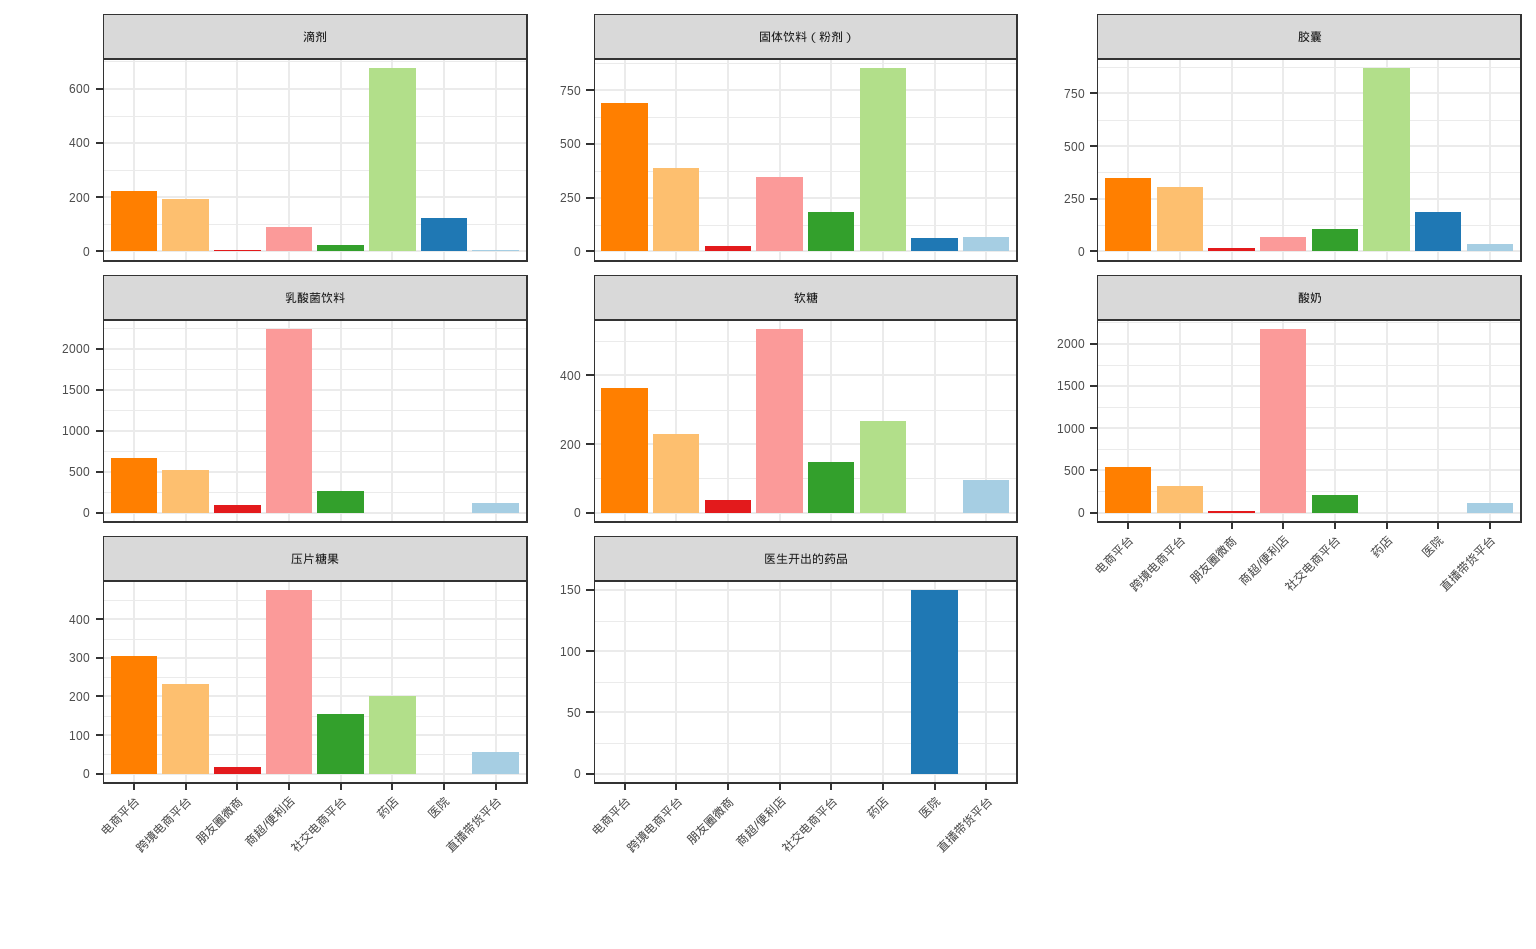 滴剂
固体饮料（粉剂）
胶囊
600
400
200
0
750
500
250
0
750
500
250
0
乳酸菌饮料
软糖
酸奶
2000
1500
1000
500
0
400
200
0
2000
1500
1000
500
0
电商平台
跨境电商平台
朋友圈微商
商超/便利店
社交电商平台
药店
医院
直播带货平台
压片糖果
医生开出的药品
400
300
200
100
0
150
100
50
0
电商平台
跨境电商平台
朋友圈微商
商超/便利店
社交电商平台
药店
医院
直播带货平台
电商平台
跨境电商平台
朋友圈微商
商超/便利店
社交电商平台
药店
医院
直播带货平台